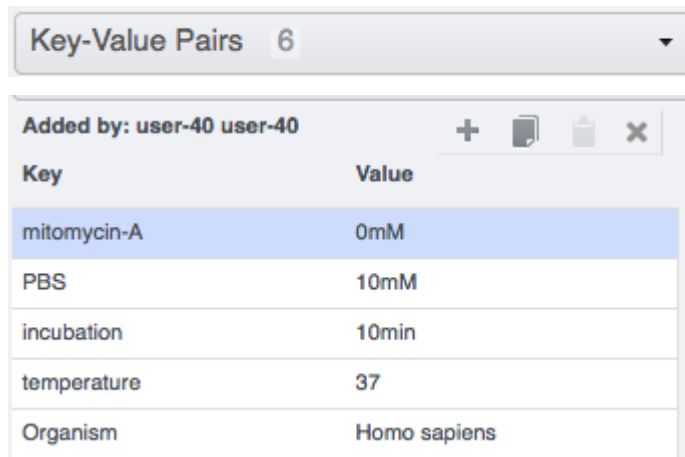 Key-Value Pairs 6
Added by: user-40 user-40
Key Value
mitomycin-A 0mM
PBS 10mM
incubation 10min
temperature 37
Organism Homo sapiens